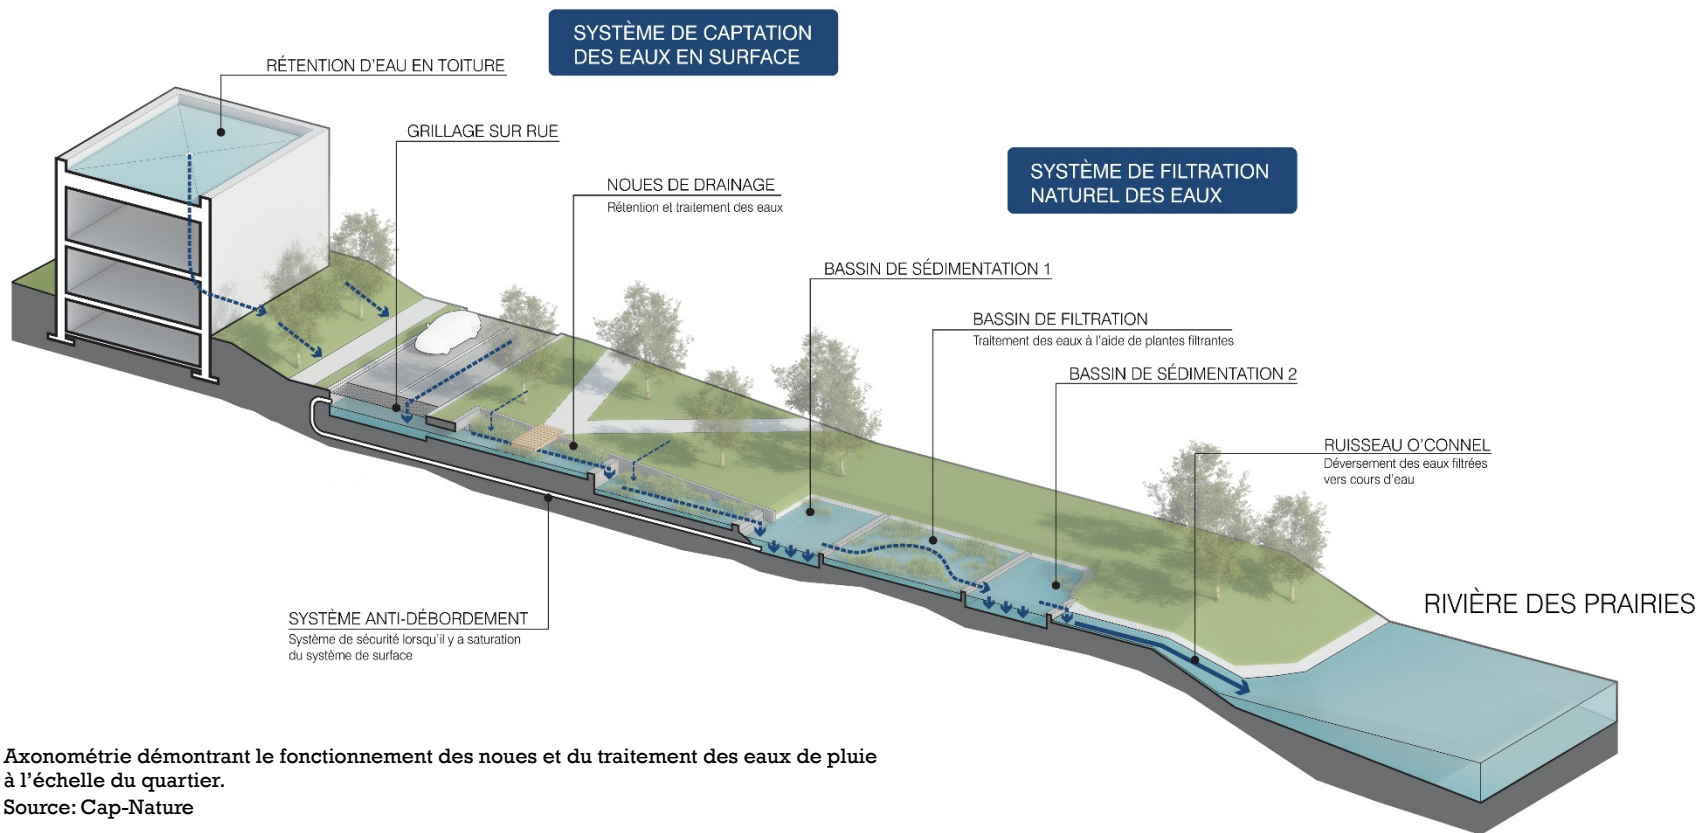 SYSTÈME DE CAPTATION
DES EAUX EN SURFACE
RÉTENTION D'EAU EN TOITURE
GRILLAGE SUR RUE
NOUES DE DRAINAGE
Rétention et traitement des eaux
SYSTÈME DE FILTRATION
NATUREL DES EAUX
BASSIN DE SÉDIMENTATION 1
BASSIN DE FILTRATION
Traitement des eaux à l'aide de plantes filtrantes
BASSIN DE SÉDIMENTATION 2
RUISSEAU O'CONNEL
Déversement des eaux filtrées
vers cours d'eau
RIVIÈRE DES PRAIRIES
SYSTÈME ANTI-DÉBORDEMENT
Système de sécurité lorsqu'il y a saturation
du système de surface
Axonométrie démontrant le fonctionnement des noues et du traitement des eaux de pluie
à l'échelle du quartier.
Source: Cap-Nature